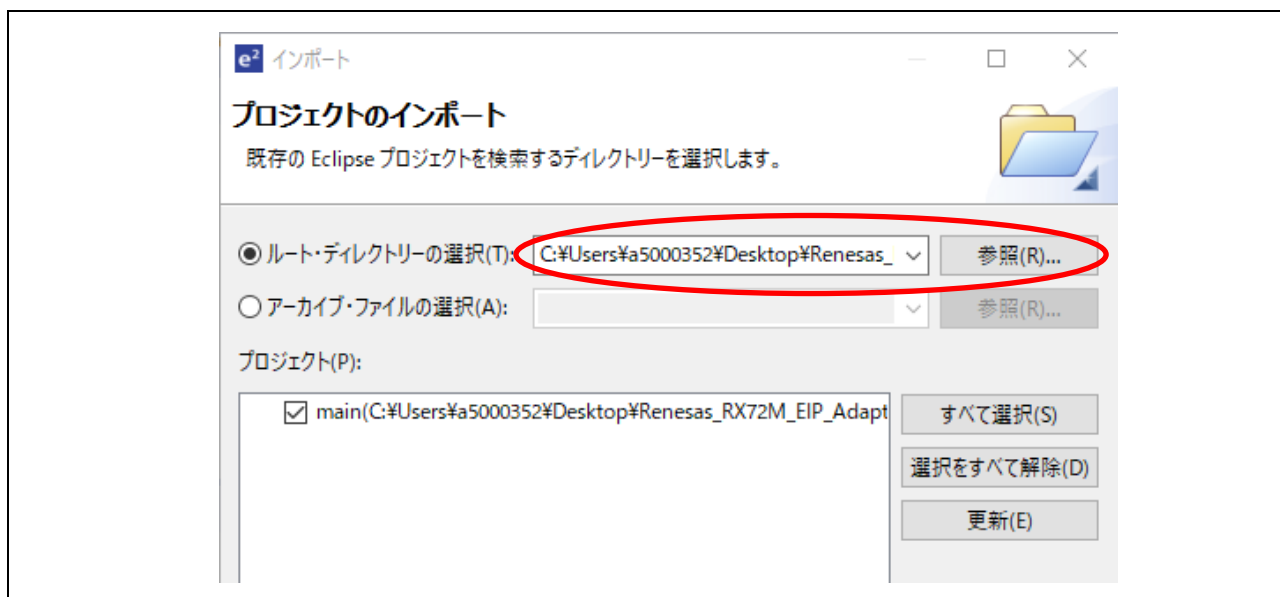 e² インポート
プロジェクトのインポート
既存の Eclipse プロジェクトを検索するディレクトリーを選択します。
ルート・ディレクトリーの選択(T): C:¥Users¥a5000352¥Desktop¥Renesas_ 参照(R)...
アーカイブ・ファイルの選択(A): 参照(R)...
プロジェクト(P):
main(C:¥Users¥a5000352¥Desktop¥Renesas_RX72M_EIP_Adapt すべて選択(S)
選択をすべて解除(D)
更新(E)